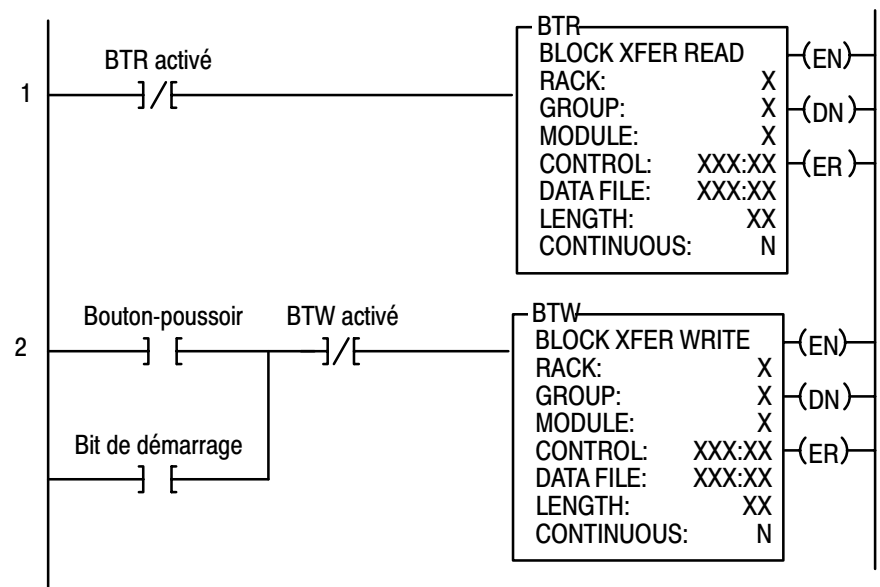 BTR
BTR activé
BLOCK XFER READ
(EN)
1
RACK: X
GROUP: X
(DN)
MODULE: X
CONTROL: XXX:XX
(ER)
DATA FILE: XXX:XX
LENGTH: XX
CONTINUOUS: N
BTW
Bouton-poussoir
BTW activé
BLOCK XFER WRITE
(EN)
2
RACK: X
GROUP: X
(DN)
MODULE: X
Bit de démarrage
CONTROL: XXX:XX
(ER)
DATA FILE: XXX:XX
LENGTH: XX
CONTINUOUS: N